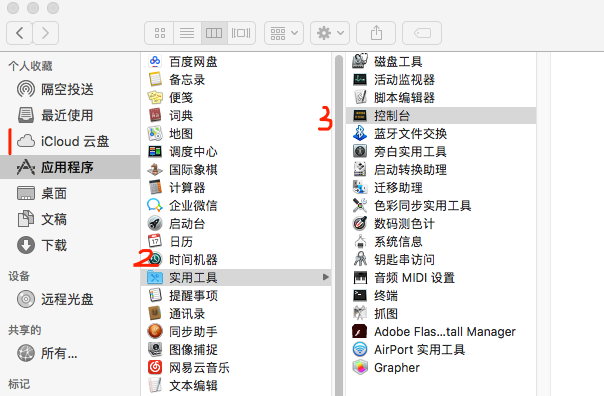 个人收藏
隔空投送
最近使用
iCloud 云盘
应用程序
桌面
文稿
下载
设备
远程光盘
共享的
所有...
标记
百度网盘
备忘录
便笺
词典
地图
调度中心
国际象棋
计算器
企业微信
启动台
日历
时间机器
实用工具
提醒事项
通讯录
同步助手
图像捕捉
网易云音乐
文本编辑
磁盘工具
活动监视器
脚本编辑器
控制台
蓝牙文件交换
旁白实用工具
启动转换助理
迁移助理
色彩同步实用工具
数码测色计
系统信息
钥匙串访问
音频 MIDI 设置
终端
抓图
Adobe Flas...tall Manager
AirPort 实用工具
Grapher
17
2
3